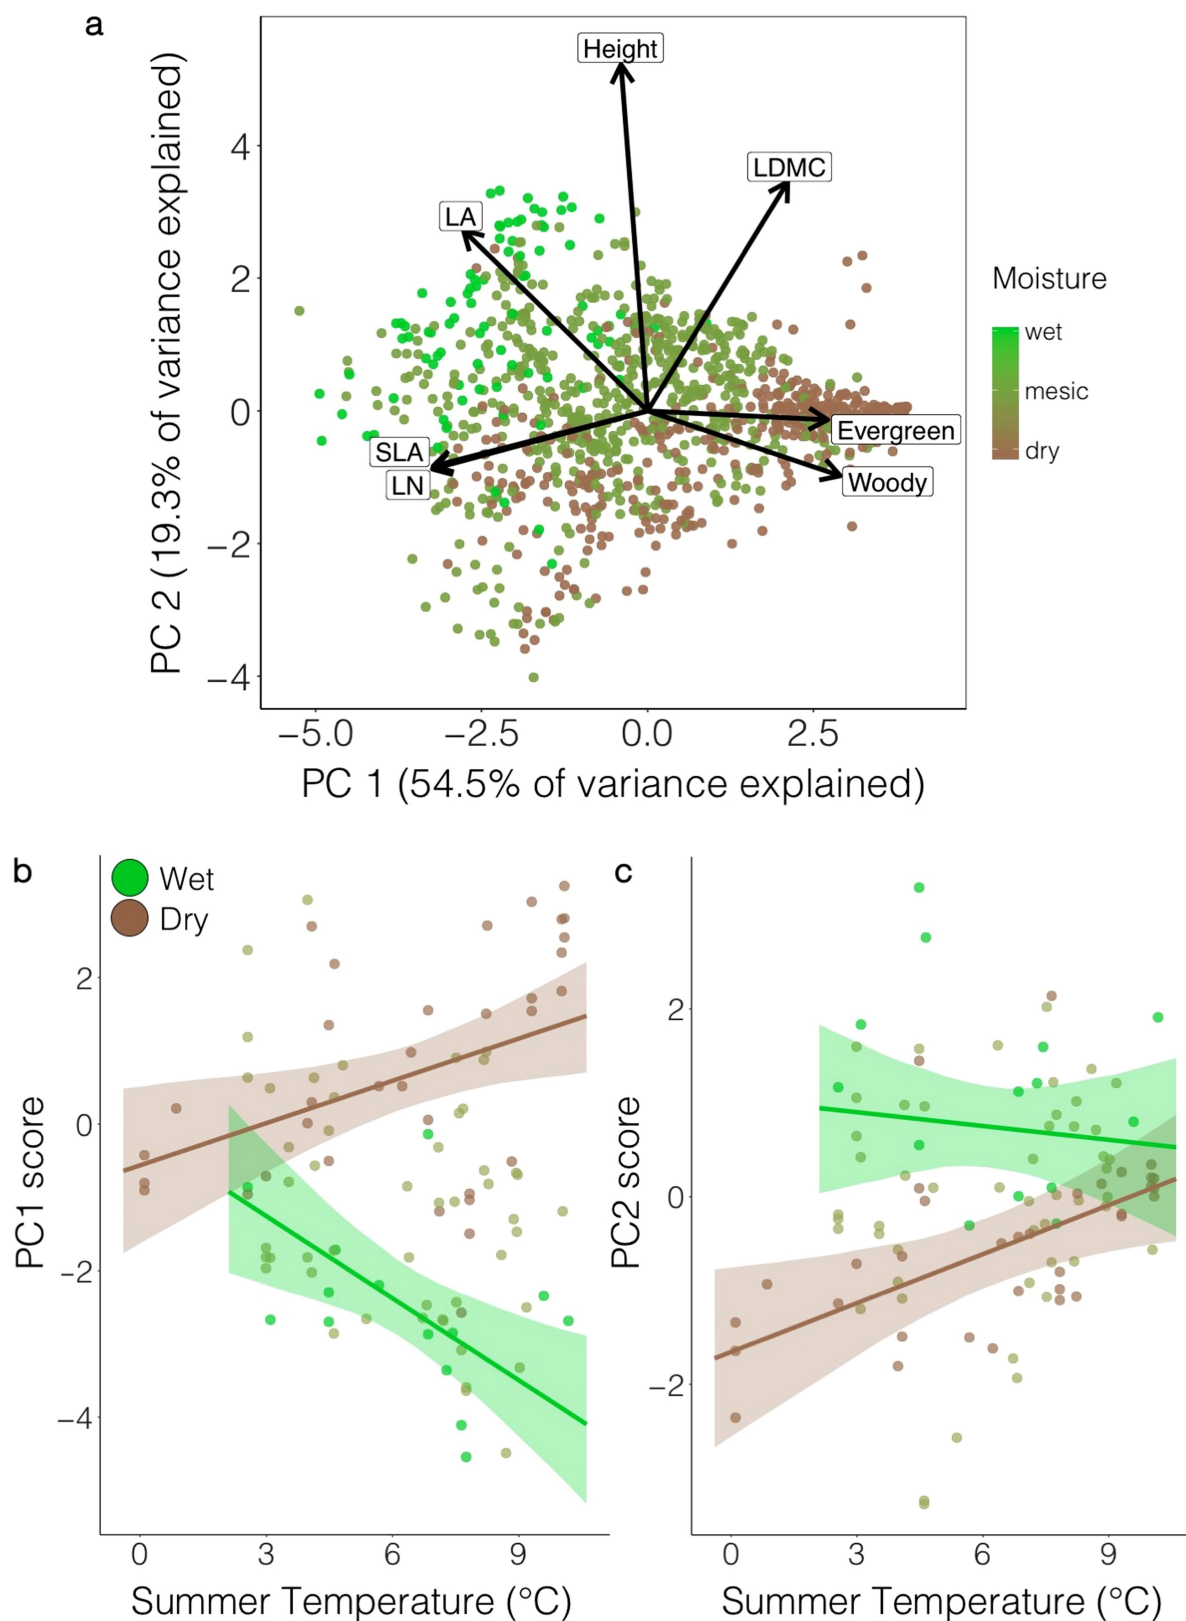 a
Height
LDMC
LA
SLA
LN
Evergreen
Woody
4
2
0
−2
−4
PC 2 (19.3% of variance explained)
−5.0 −2.5 0.0 2.5
PC 1 (54.5% of variance explained)
Moisture
wet
mesic
dry
b
Wet
Dry
2
0
−2
−4
PC1 score
0 3 6 9
Summer Temperature (°C)
c
2
0
−2
PC2 score
0 3 6 9
Summer Temperature (°C)